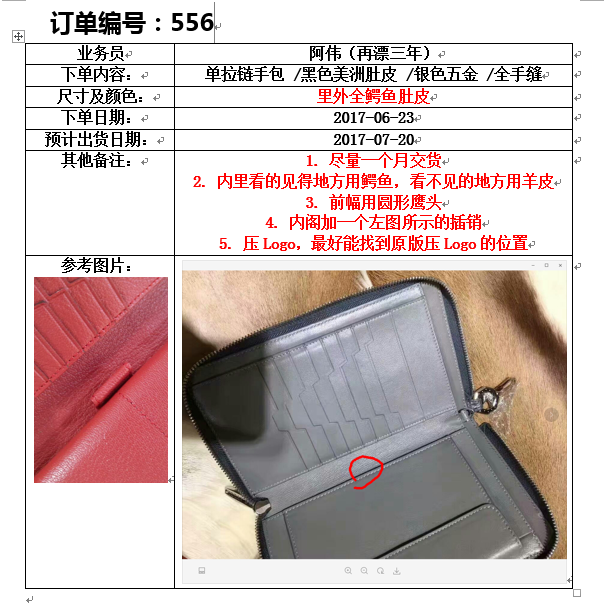 订单编号：556
业务员
阿伟（再漂三年）
下单内容：
单拉链手包 /黑色美洲肚皮 /银色五金 /全手缝
尺寸及颜色：
里外全鳄鱼肚皮
下单日期：
2017-06-23
预计出货日期：
2017-07-20
其他备注：
1. 尽量一个月交货
2. 内里看的见得地方用鳄鱼，看不见的地方用羊皮
3. 前幅用圆形鹰头
4. 内阁加一个左图所示的插销
5. 压 Logo，最好能找到原版压 Logo 的位置
参考图片：